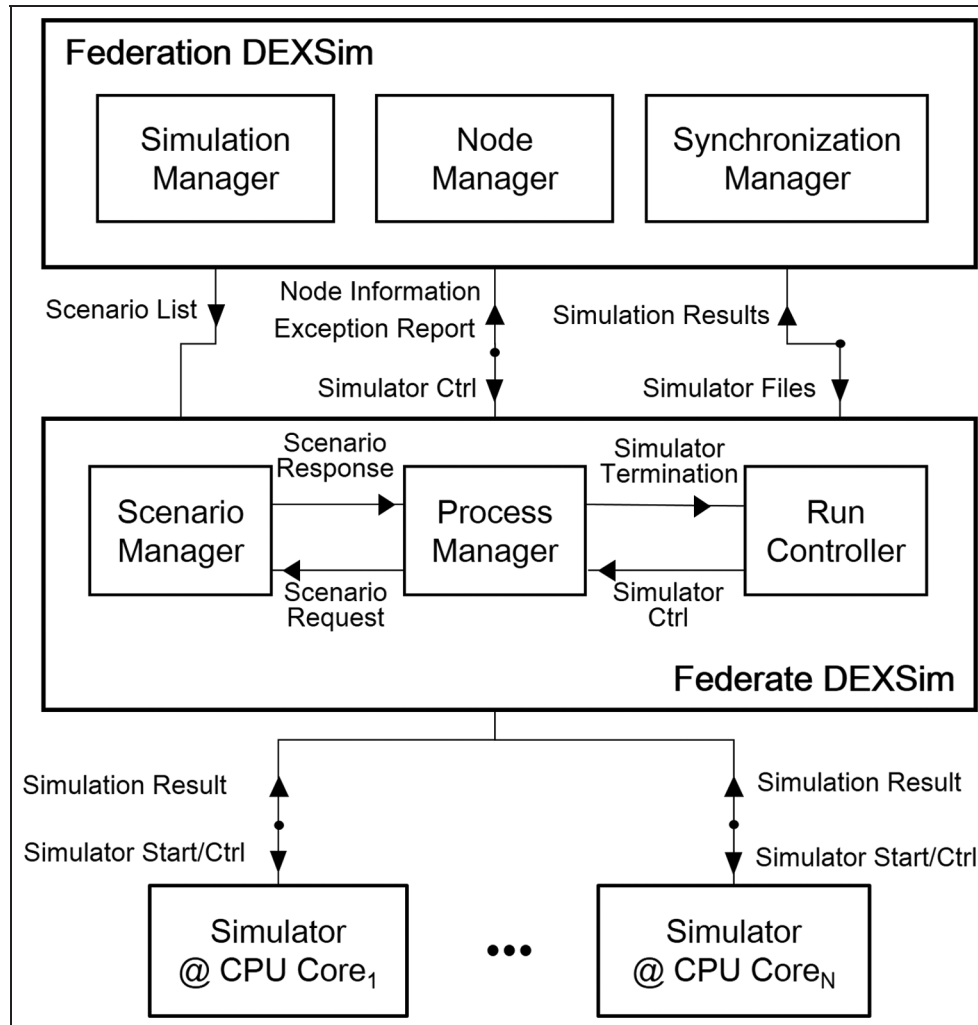 Federation DEXSim
Simulation
Manager
Node
Manager
Synchronization
Manager
Scenario List
Node Information
Exception Report
Simulation Results
Simulator Ctrl
Simulator Files
Scenario
Response
Simulator
Termination
Scenario
Manager
Process
Manager
Run
Controller
Scenario
Request
Simulator
Ctrl
Federate DEXSim
Simulation Result
Simulation Result
Simulator Start/Ctrl
Simulator Start/Ctrl
Simulator
@ CPU Core1
•••
Simulator
@ CPU CoreN